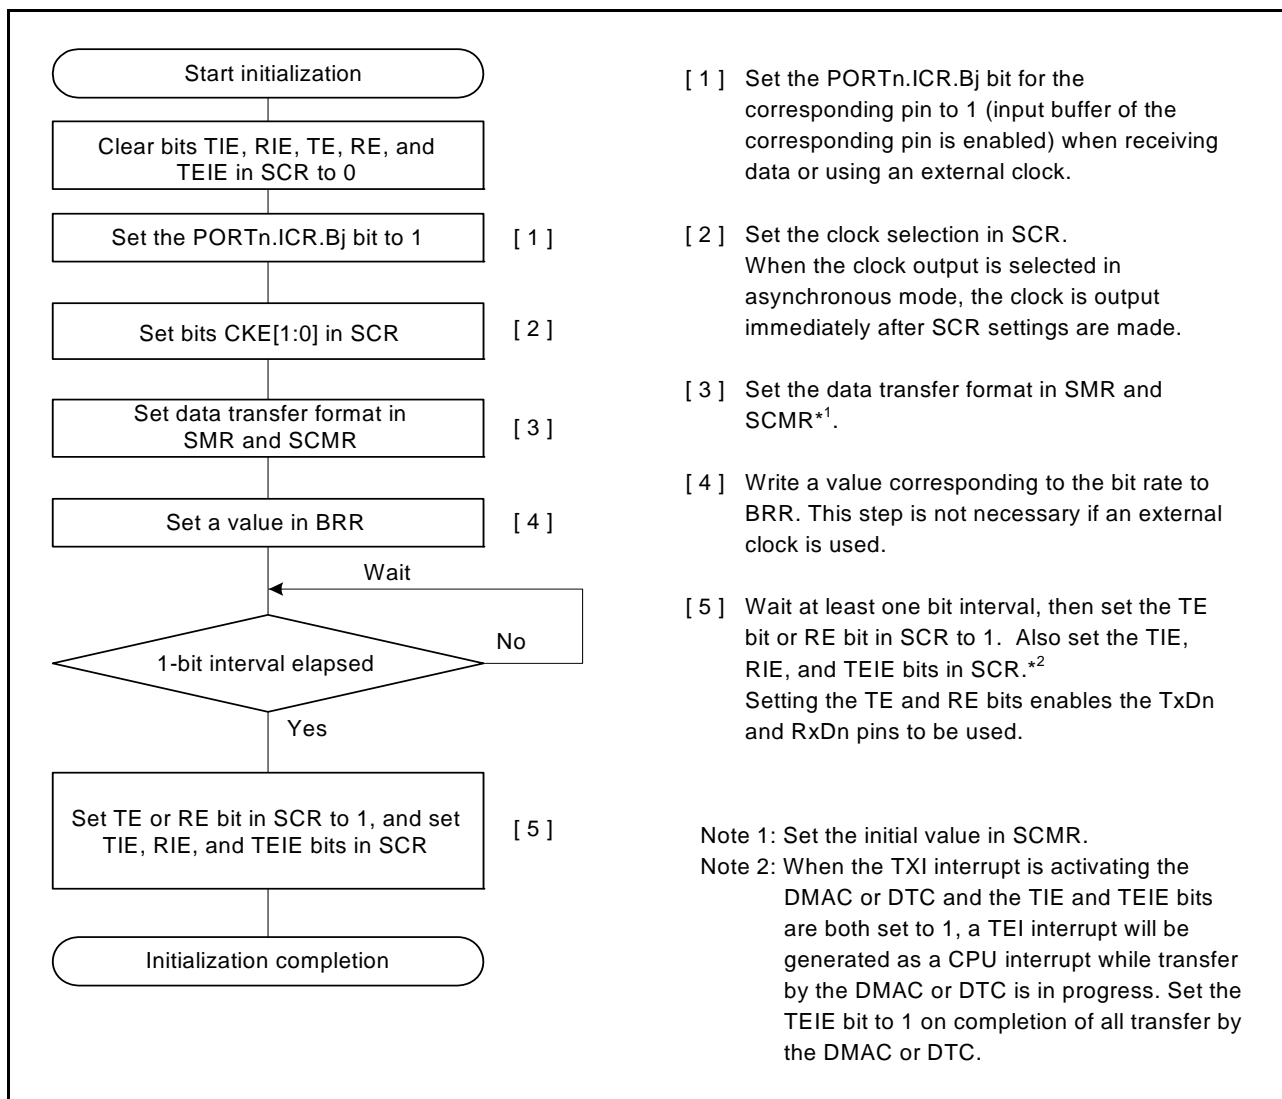 Start initialization
Clear bits TIE, RIE, TE, RE, and
TEIE in SCR to 0
Set the PORTn.ICR.Bj bit to 1
[ 1 ]
Set bits CKE[1:0] in SCR
[ 2 ]
Set data transfer format in
SMR and SCMR
[ 3 ]
Set a value in BRR
[ 4 ]
Wait
1-bit interval elapsed
No
Yes
Set TE or RE bit in SCR to 1, and set
TIE, RIE, and TEIE bits in SCR
[ 5 ]
Initialization completion
[ 1 ] Set the PORTn.ICR.Bj bit for the
corresponding pin to 1 (input buffer of the
corresponding pin is enabled) when receiving
data or using an external clock.
[ 2 ] Set the clock selection in SCR.
When the clock output is selected in
asynchronous mode, the clock is output
immediately after SCR settings are made.
[ 3 ] Set the data transfer format in SMR and
SCMR*1.
[ 4 ] Write a value corresponding to the bit rate to
BRR. This step is not necessary if an external
clock is used.
[ 5 ] Wait at least one bit interval, then set the TE
bit or RE bit in SCR to 1. Also set the TIE,
RIE, and TEIE bits in SCR.*2
Setting the TE and RE bits enables the TxDn
and RxDn pins to be used.
Note 1: Set the initial value in SCMR.
Note 2: When the TXI interrupt is activating the
DMAC or DTC and the TIE and TEIE bits
are both set to 1, a TEI interrupt will be
generated as a CPU interrupt while transfer
by the DMAC or DTC is in progress. Set the
TEIE bit to 1 on completion of all transfer by
the DMAC or DTC.